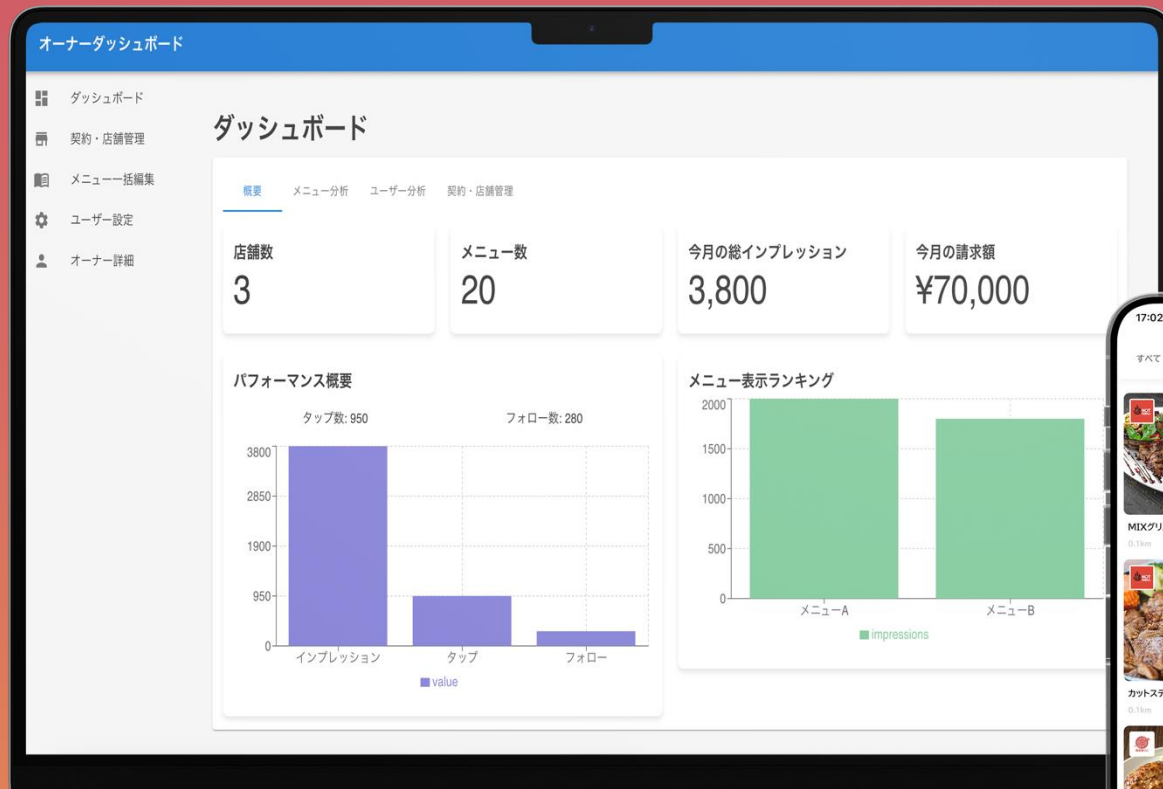 オーナーダッシュボード
ダッシュボード
契約・店舗管理
メニュー一括編集
ユーザー設定
オーナー詳細
ダッシュボード
概要 メニュー分析 ユーザー分析 契約・店舗管理
店舗数
3
メニュー数
20
今月の総インプレッション
3,800
今月の請求額
¥70,000
パフォーマンス概要
タップ数: 950 フォロー数: 280
3800
2850
1900
950
0
インプレッション タップ フォロー
value
メニュー表示ランキング
2000
1500
1000
500
0
メニューA メニューB
impressions
17:02
すべて
MIXグリ
0.1km
カットステ
0.1km